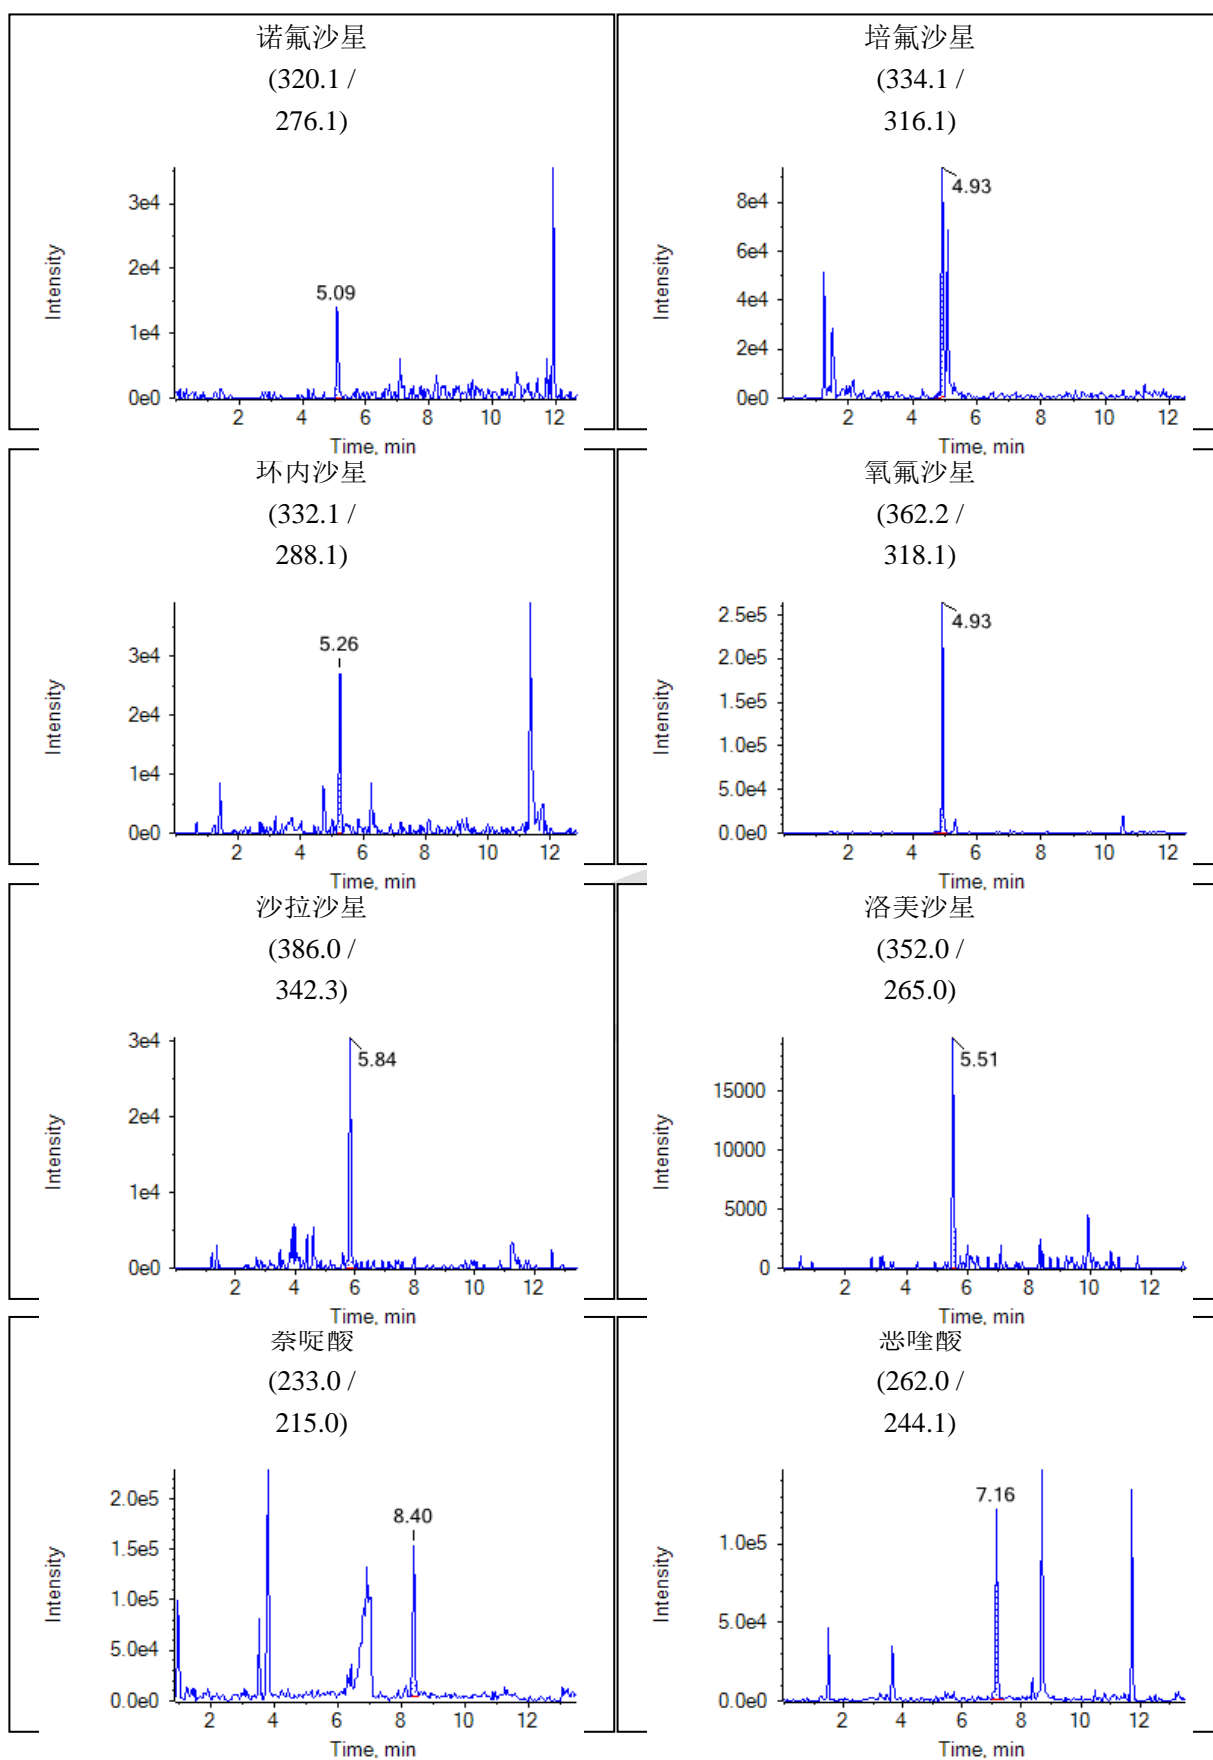 诺氟沙星
(320.1 /
276.1)
3e4
2e4
1e4
0e0
Intensity
5.09
2 4 6 8 10 12
Time, min
培氟沙星
(334.1 /
316.1)
8e4
6e4
4e4
2e4
0e0
Intensity
4.93
2 4 6 8 10 12
Time, min
环丙沙星
(332.1 /
288.1)
3e4
2e4
1e4
0e0
Intensity
5.26
2 4 6 8 10 12
Time, min
氧氟沙星
(362.2 /
318.1)
2.5e5
2.0e5
1.5e5
1.0e5
5.0e4
0.0e0
Intensity
4.93
2 4 6 8 10 12
Time, min
沙拉沙星
(386.0 /
342.3)
3e4
2e4
1e4
0e0
Intensity
5.84
2 4 6 8 10 12
Time, min
洛美沙星
(352.0 /
265.0)
15000
10000
5000
0
Intensity
5.51
2 4 6 8 10 12
Time, min
萘啶酸
(233.0 /
215.0)
2.0e5
1.5e5
1.0e5
5.0e4
0.0e0
Intensity
8.40
2 4 6 8 10 12
Time, min
恶喹酸
(262.0 /
244.1)
1.0e5
5.0e4
0.0e0
Intensity
7.16
2 4 6 8 10 12
Time, min